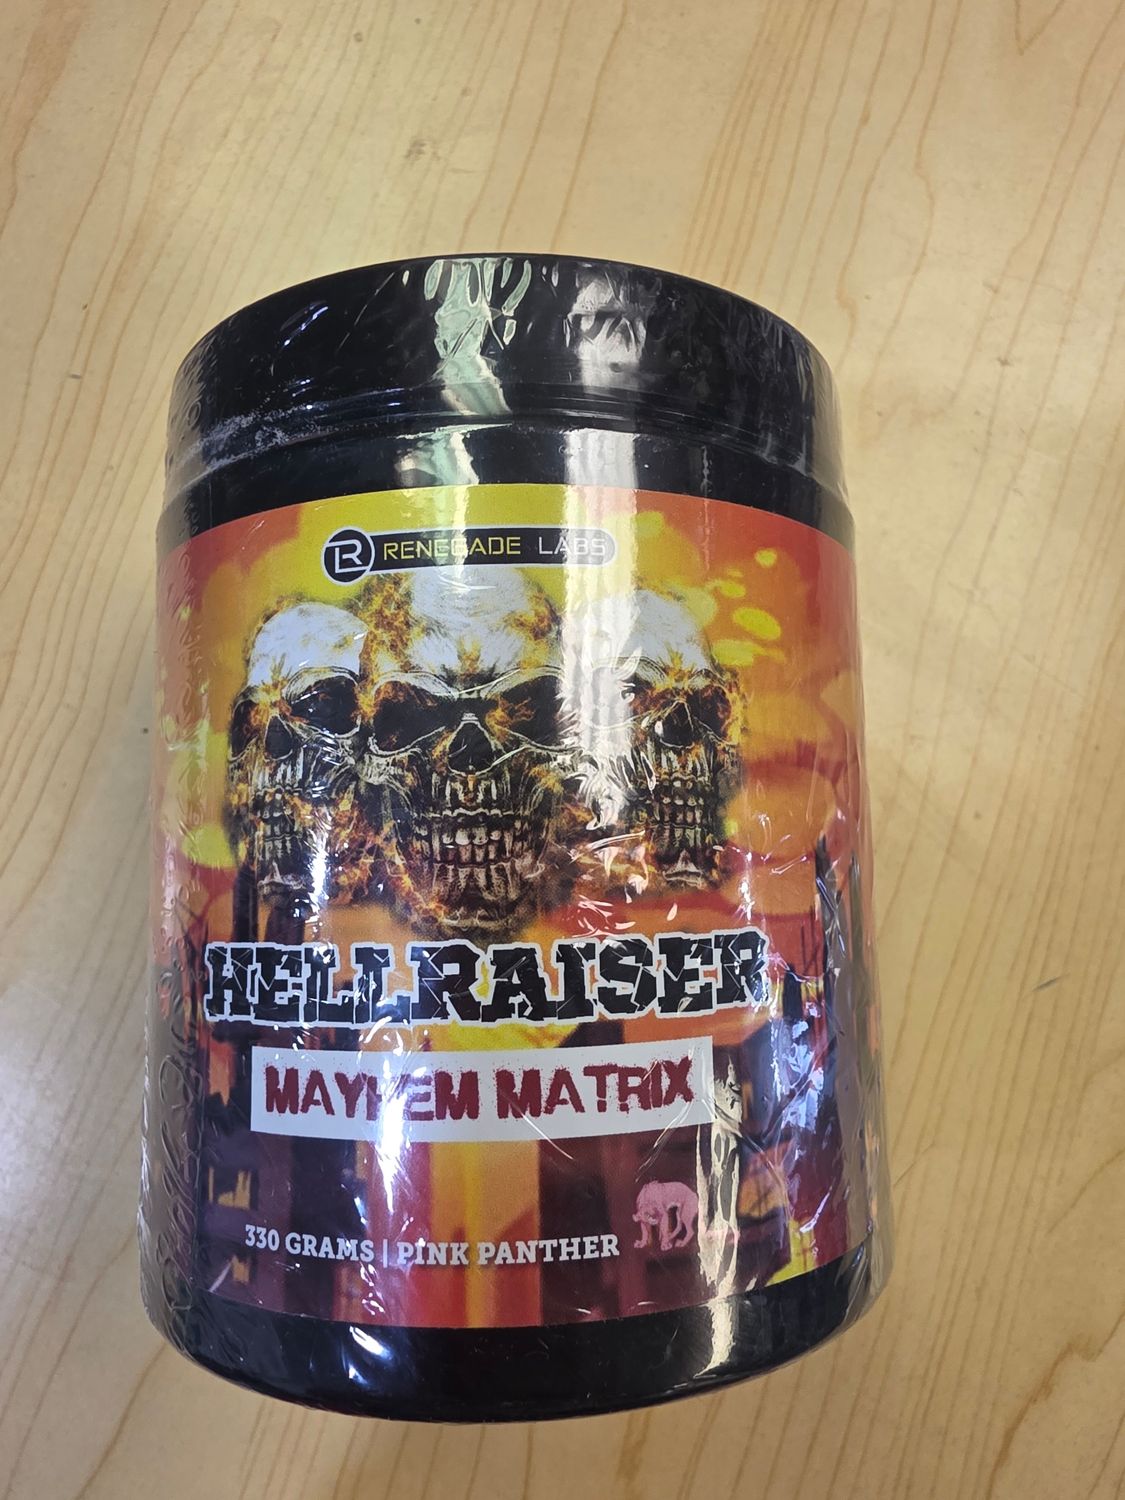 RENEGADE LABS
HELLRAISER
MAYHEM MATRIX
330 GRAMS | PINK PANTHER